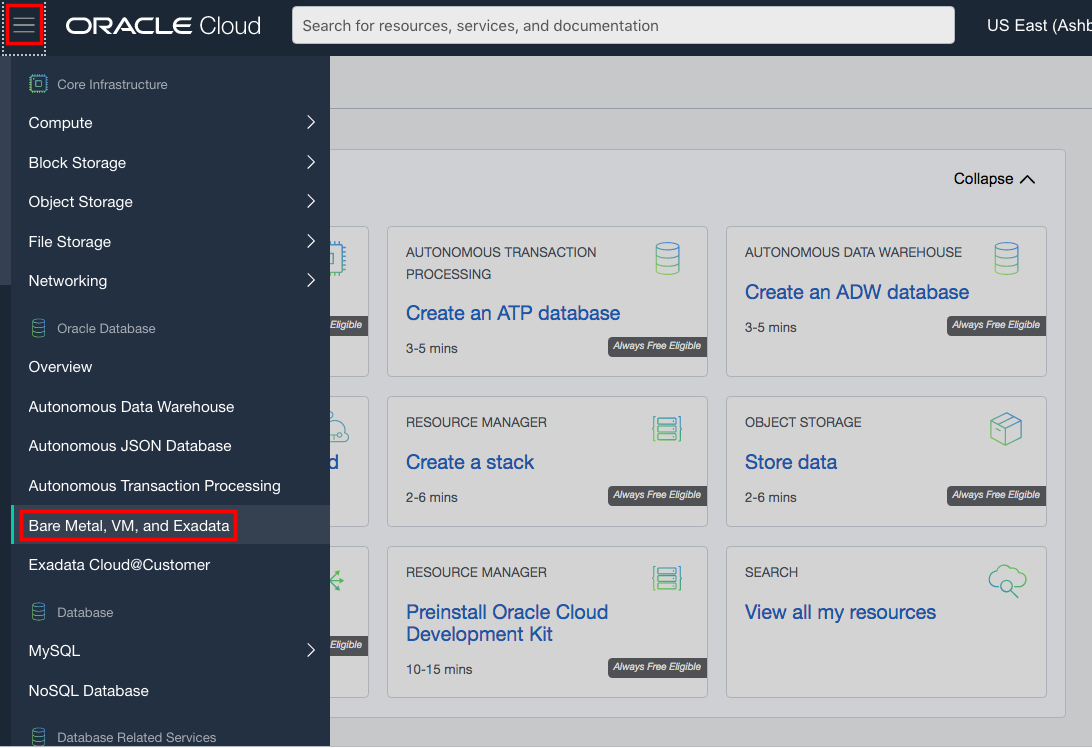 ORACLE Cloud
Search for resources, services, and documentation
US East (Ashb
Core Infrastructure
Compute
Block Storage
Object Storage
File Storage
Networking
Oracle Database
Overview
Autonomous Data Warehouse
Autonomous JSON Database
Autonomous Transaction Processing
Bare Metal, VM, and Exadata
Exadata Cloud@Customer
Database
MySQL
NoSQL Database
Database Related Services
Collapse
Eligible
AUTONOMOUS TRANSACTION
PROCESSING
Create an ATP database
3-5 mins
Always Free Eligible
AUTONOMOUS DATA WAREHOUSE
Create an ADW database
3-5 mins
Always Free Eligible
d
RESOURCE MANAGER
Create a stack
2-6 mins
Always Free Eligible
OBJECT STORAGE
Store data
2-6 mins
Always Free Eligible
Eligible
RESOURCE MANAGER
Preinstall Oracle Cloud
Development Kit
10-15 mins
Always Free Eligible
SEARCH
View all my resources